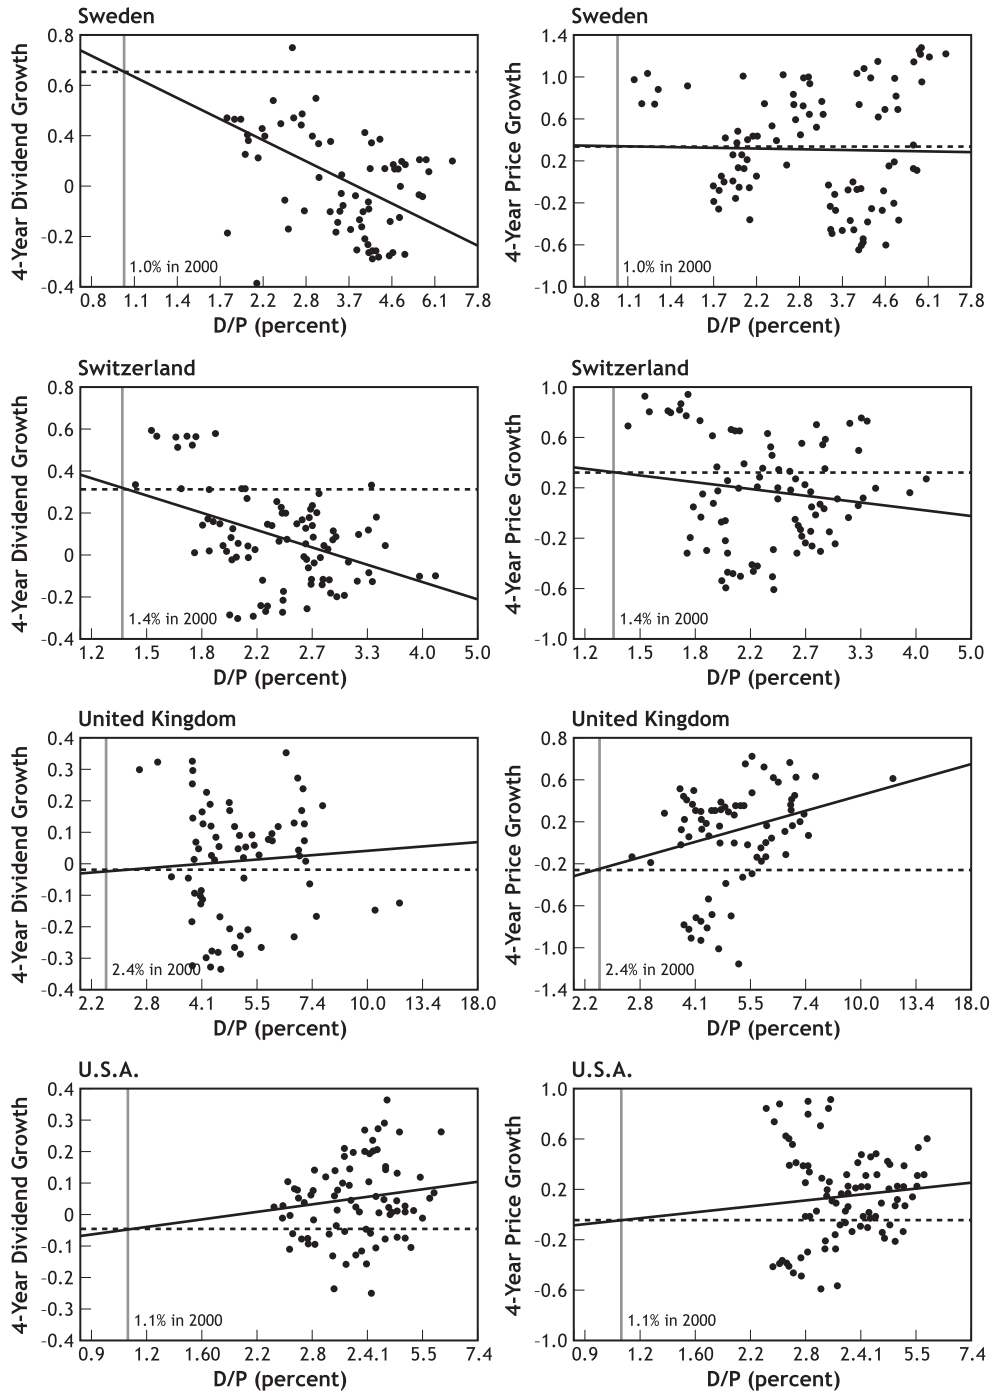 Sweden
4-Year Dividend Growth
0.8
0.6
0.4
0.2
0
-0.2
-0.4
1.0% in 2000
0.8 1.1 1.4 1.7 2.2 2.8 3.7 4.6 6.1 7.8
D/P (percent)
Sweden
4-Year Price Growth
1.4
1.0
0.6
0.2
-0.2
-0.6
-1.0
1.0% in 2000
0.8 1.1 1.4 1.7 2.2 2.8 3.7 4.6 6.1 7.8
D/P (percent)
Switzerland
4-Year Dividend Growth
0.8
0.6
0.4
0.2
0
-0.2
-0.4
1.4% in 2000
1.2 1.5 1.8 2.2 2.7 3.3 4.0 5.0
D/P (percent)
Switzerland
4-Year Price Growth
1.0
0.6
0.2
-0.2
-0.6
-1.0
1.4% in 2000
1.2 1.5 1.8 2.2 2.7 3.3 4.0 5.0
D/P (percent)
United Kingdom
4-Year Dividend Growth
0.4
0.3
0.2
0.1
0
-0.1
-0.2
-0.3
-0.4
2.4% in 2000
2.2 2.8 4.1 5.5 7.4 10.0 13.4 18.0
D/P (percent)
United Kingdom
4-Year Price Growth
0.8
0.6
0.2
-0.2
-0.6
-1.0
-1.4
2.4% in 2000
2.2 2.8 4.1 5.5 7.4 10.0 13.4 18.0
D/P (percent)
U.S.A.
4-Year Dividend Growth
0.4
0.3
0.2
0.1
0
-0.1
-0.2
-0.3
-0.4
1.1% in 2000
0.9 1.2 1.60 2.2 2.8 2.4.1 5.5 7.4
D/P (percent)
U.S.A.
4-Year Price Growth
1.0
0.6
0.2
-0.2
-0.6
-1.0
1.1% in 2000
0.9 1.2 1.60 2.2 2.8 2.4.1 5.5 7.4
D/P (percent)